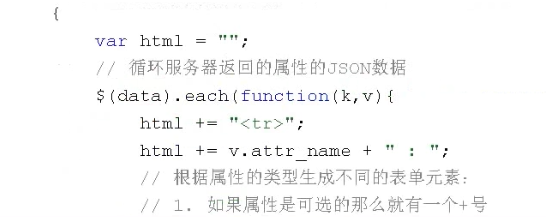 {
var html = "";
// 循环服务器返回的属性的JSON数据
$(data).each(function(k,v){
html += "<tr>";
html += v.attr_name + " : ";
// 根据属性的类型生成不同的表单元素：
// 1. 如果属性是可选的那么就有一个+号